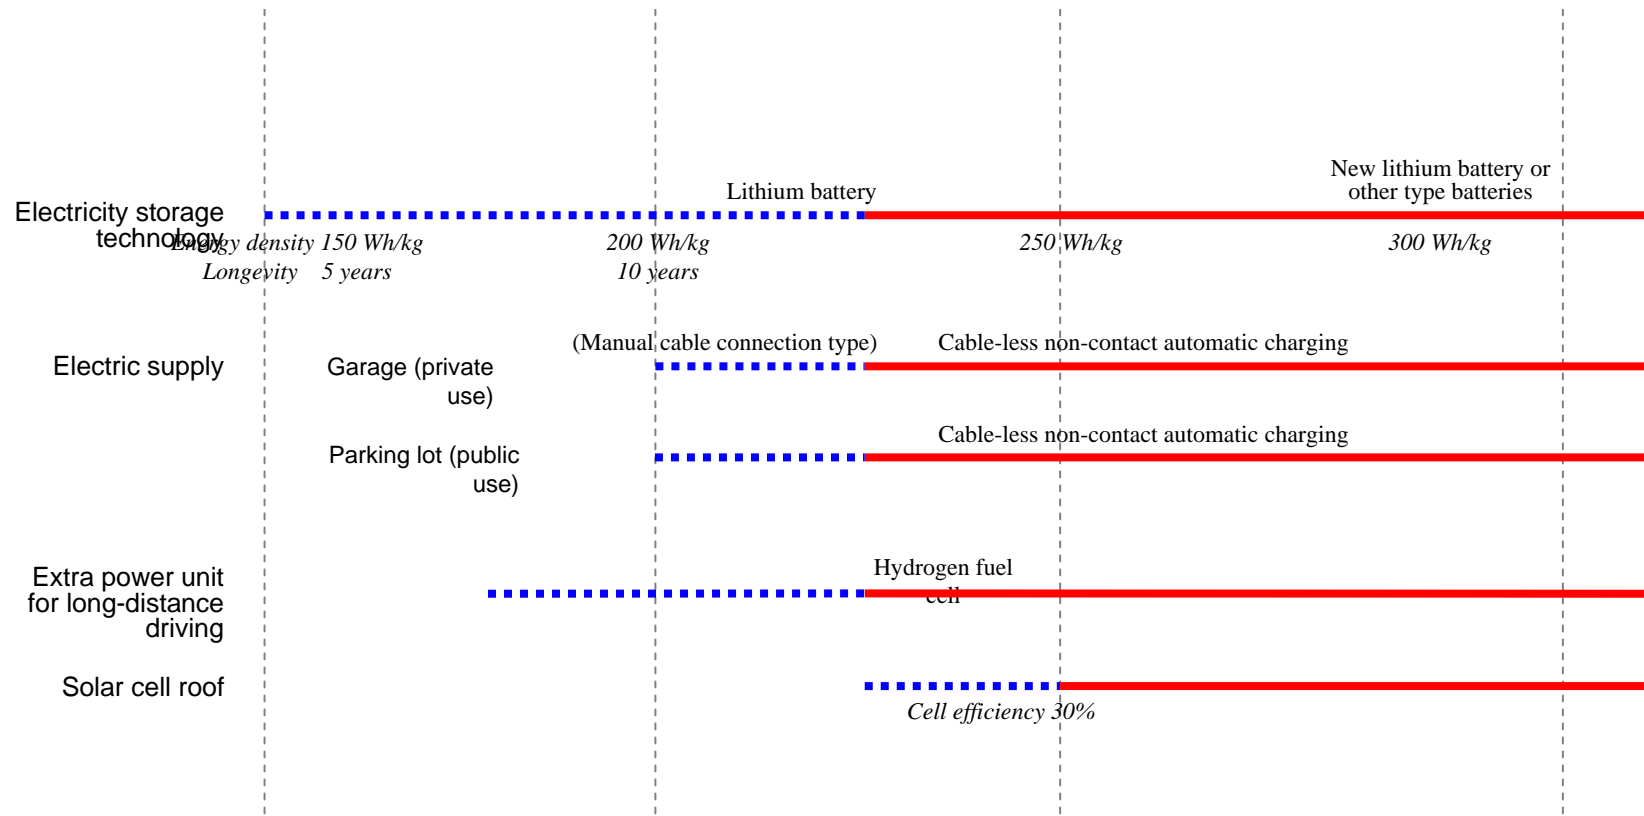 New lithium battery or
other type batteries
Lithium battery
Electricity storage
technology
Energy density 150 Wh/kg
200 Wh/kg
250 Wh/kg
300 Wh/kg
Longevity 5 years
10 years
(Manual cable connection type)
Cable-less non-contact automatic charging
Electric supply
Garage (private
use)
Cable-less non-contact automatic charging
Parking lot (public
use)
Hydrogen fuel
cell
Extra power unit
for long-distance
driving
Solar cell roof
Cell efficiency 30%